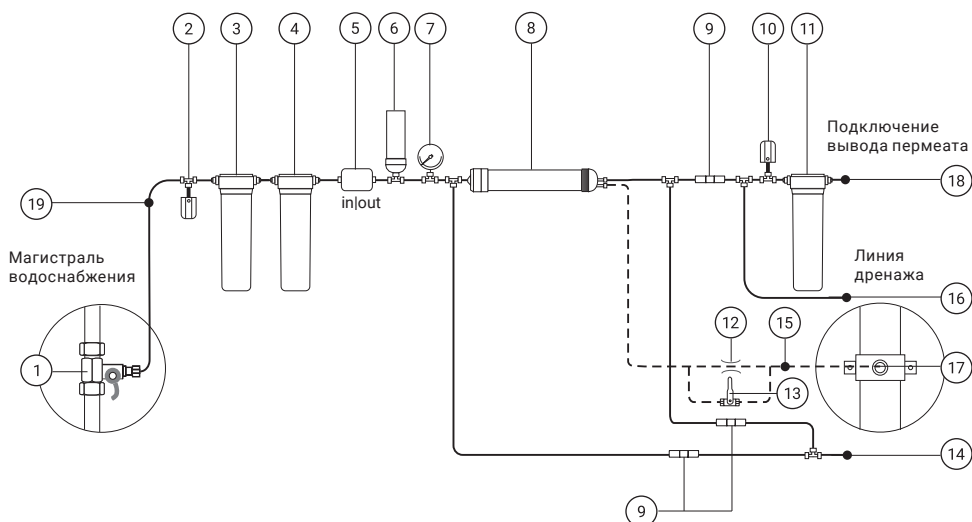 2
3
4
5
6
7
8
9
10
11
Подключение
вывода пермеата
19
in|out
18
Магистраль
водоснабжения
Линия
дренажа
16
12
15
1
17
13
14
9